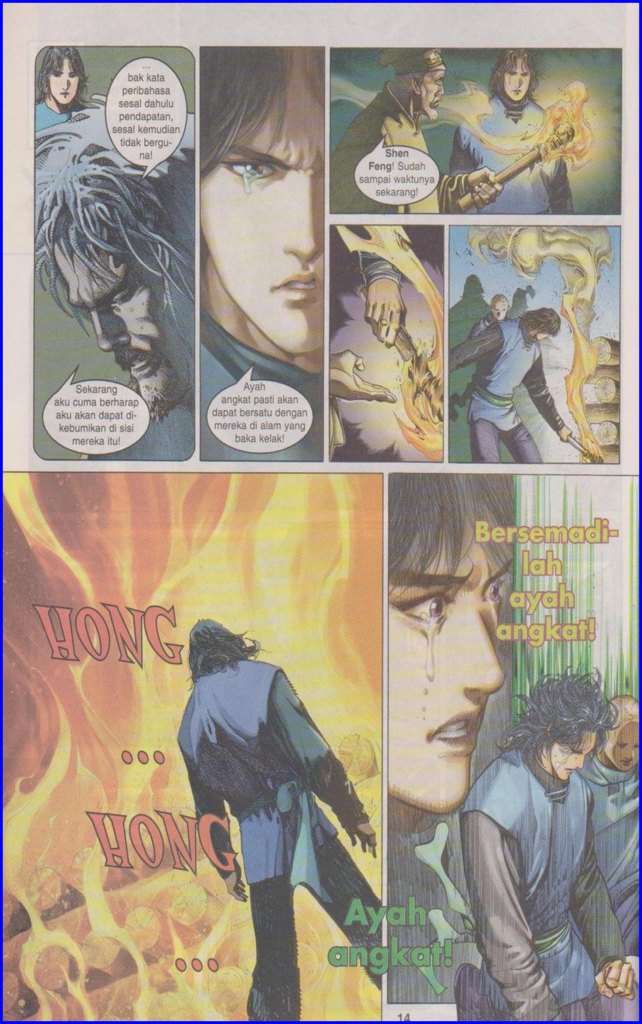 ...
bak kata
peribahasa
sesal dahulu
pendapatan,
sesal kemudian
tidak bergu-
na!
Sekarang
aku cuma berharap
aku akan dapat di-
kebumikan di sisi
mereka itu!
Ayah
angkat pasti akan
dapat bersatu dengan
mereka di alam yang
baka kelak!
Shen
Feng! Sudah
sampai waktunya
sekarang!
HONG
...
HONG
...
Bersemadi-
lah
ayah
angkat!
Ayah
angkat!
14